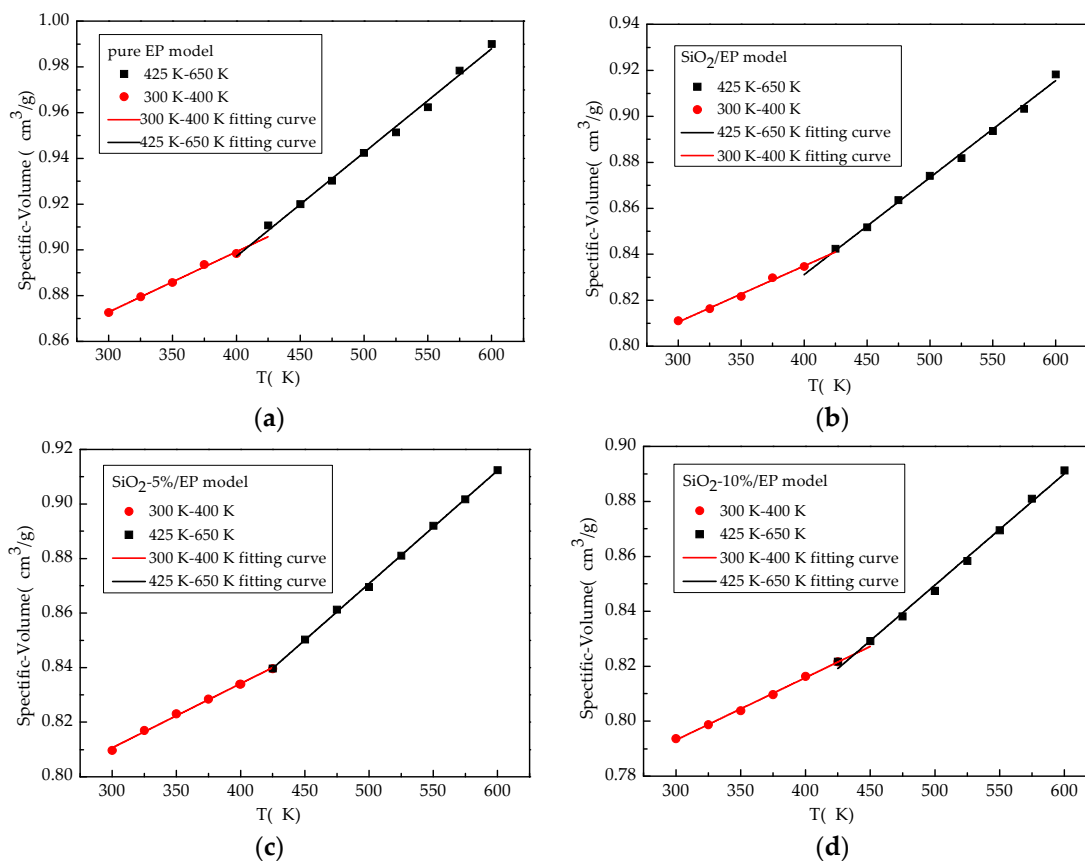 1.00
0.98
0.96
0.94
0.92
0.90
0.88
0.86
Spectific-Volume( cm³/g)
pure EP model
425 K-650 K
300 K-400 K
300 K-400 K fitting curve
425 K-650 K fitting curve
300 350 400 450 500 550 600
T( K)
(a)
0.94
0.92
0.90
0.88
0.86
0.84
0.82
0.80
Spectific-Volume( cm³/g)
SiO₂/EP model
425 K-650 K
300 K-400 K
425 K-650 K fitting curve
300 K-400 K fitting curve
300 350 400 450 500 550 600
T( K)
(b)
0.92
0.90
0.88
0.86
0.84
0.82
0.80
Spectific-Volume( cm³/g)
SiO₂-5%/EP model
300 K-400 K
425 K-650 K
300 K-400 K fitting curve
425 K-650 K fitting curve
300 350 400 450 500 550 600
T( K)
(c)
0.90
0.88
0.86
0.84
0.82
0.80
0.78
Spectific-Volume( cm³/g)
SiO₂-10%/EP model
300 K-400 K
425 K-650 K
300 K-400 K fitting curve
425 K-650 K fitting curve
300 350 400 450 500 550 600
T( K)
(d)